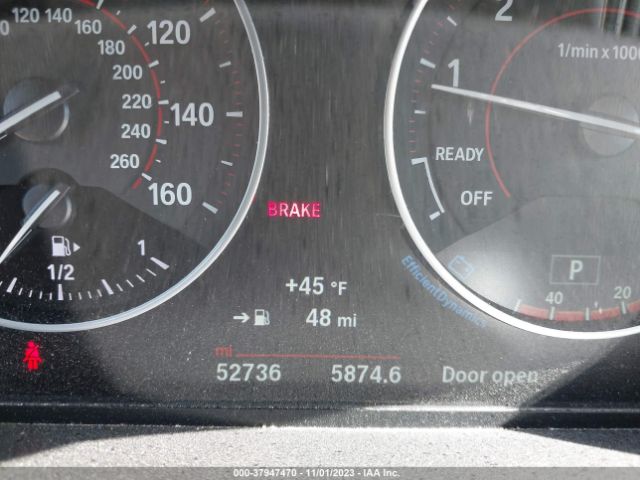 120 140
160
180
200
220
240
260
120
140
160
1/2
1
BRAKE
+45 °F
48 mi
mi
52736
5874.6
2
1/min x 1000
1
READY
OFF
EfficientDynamics
P
40
20
Door open
000-37947470 - 11/01/2023 - IAA Inc.